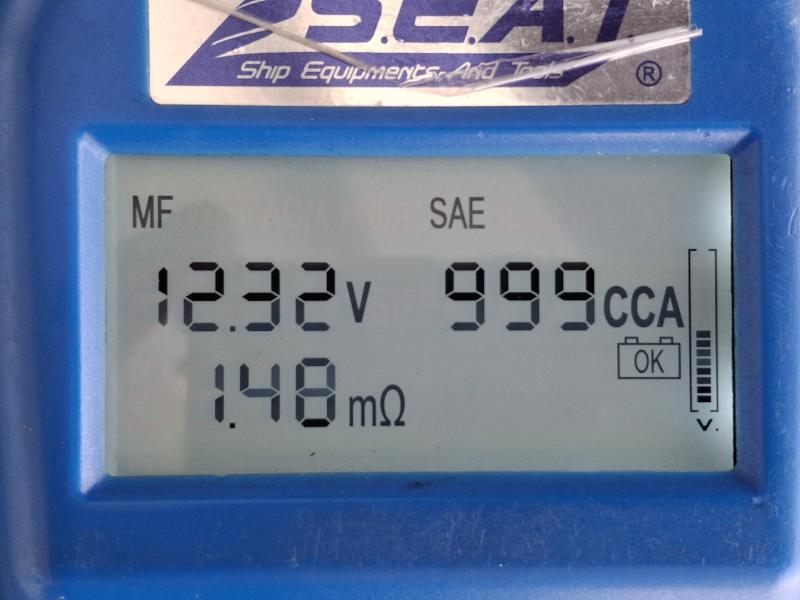 S.E.A.T.
Ship Equipments And Tools ®
MF SAE
12.32 V 999 CCA
OK
1.48 mΩ
V.